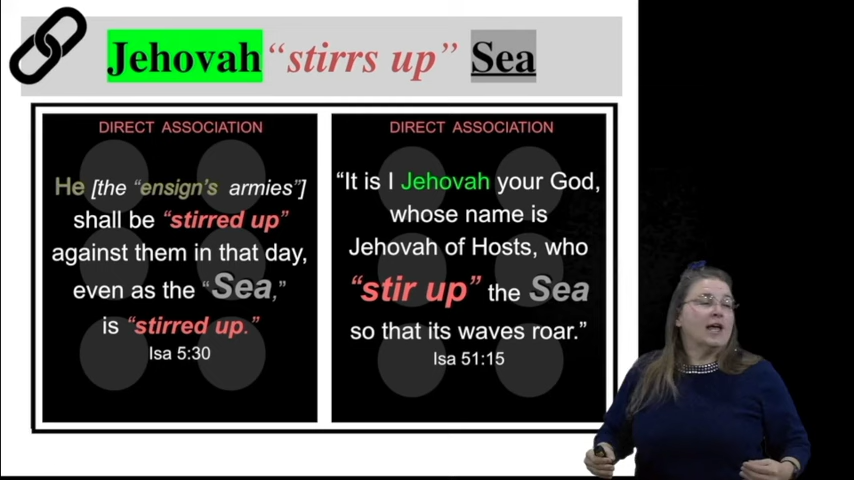 Jehovah “stirrs up” Sea
DIRECT ASSOCIATION
He [the “ensign’s armies”]
shall be “stirred up”
against them in that day,
even as the “Sea,”
is “stirred up.”
Isa 5:30
DIRECT ASSOCIATION
“It is I Jehovah your God,
whose name is
Jehovah of Hosts, who
“stir up” the Sea
so that its waves roar.”
Isa 51:15